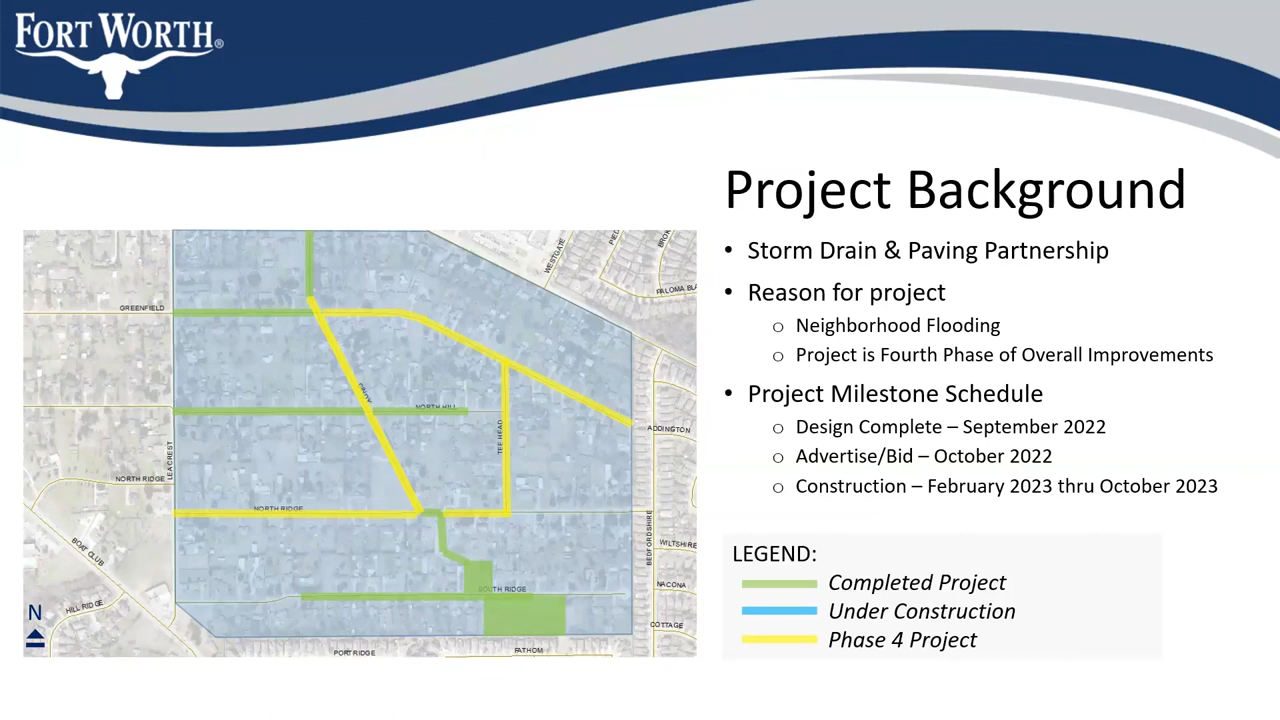 FORT WORTH®
Project Background
• Storm Drain & Paving Partnership
• Reason for project
o Neighborhood Flooding
o Project is Fourth Phase of Overall Improvements
• Project Milestone Schedule
o Design Complete – September 2022
o Advertise/Bid – October 2022
o Construction – February 2023 thru October 2023
LEGEND:
Completed Project
Under Construction
Phase 4 Project
WESTGATE
GREENFIELD
NORTH HILL
TEE HEAD
ADDINGTON
LEACREST
NORTH RIDGE
NORTH RIDGE
BOAT CLUB
BEDFORDSHIRE
WILTSHIRE
NACONA
SOUTH RIDGE
HILL RIDGE
COTTAGE
PORTRIDGE
FATHOM
N